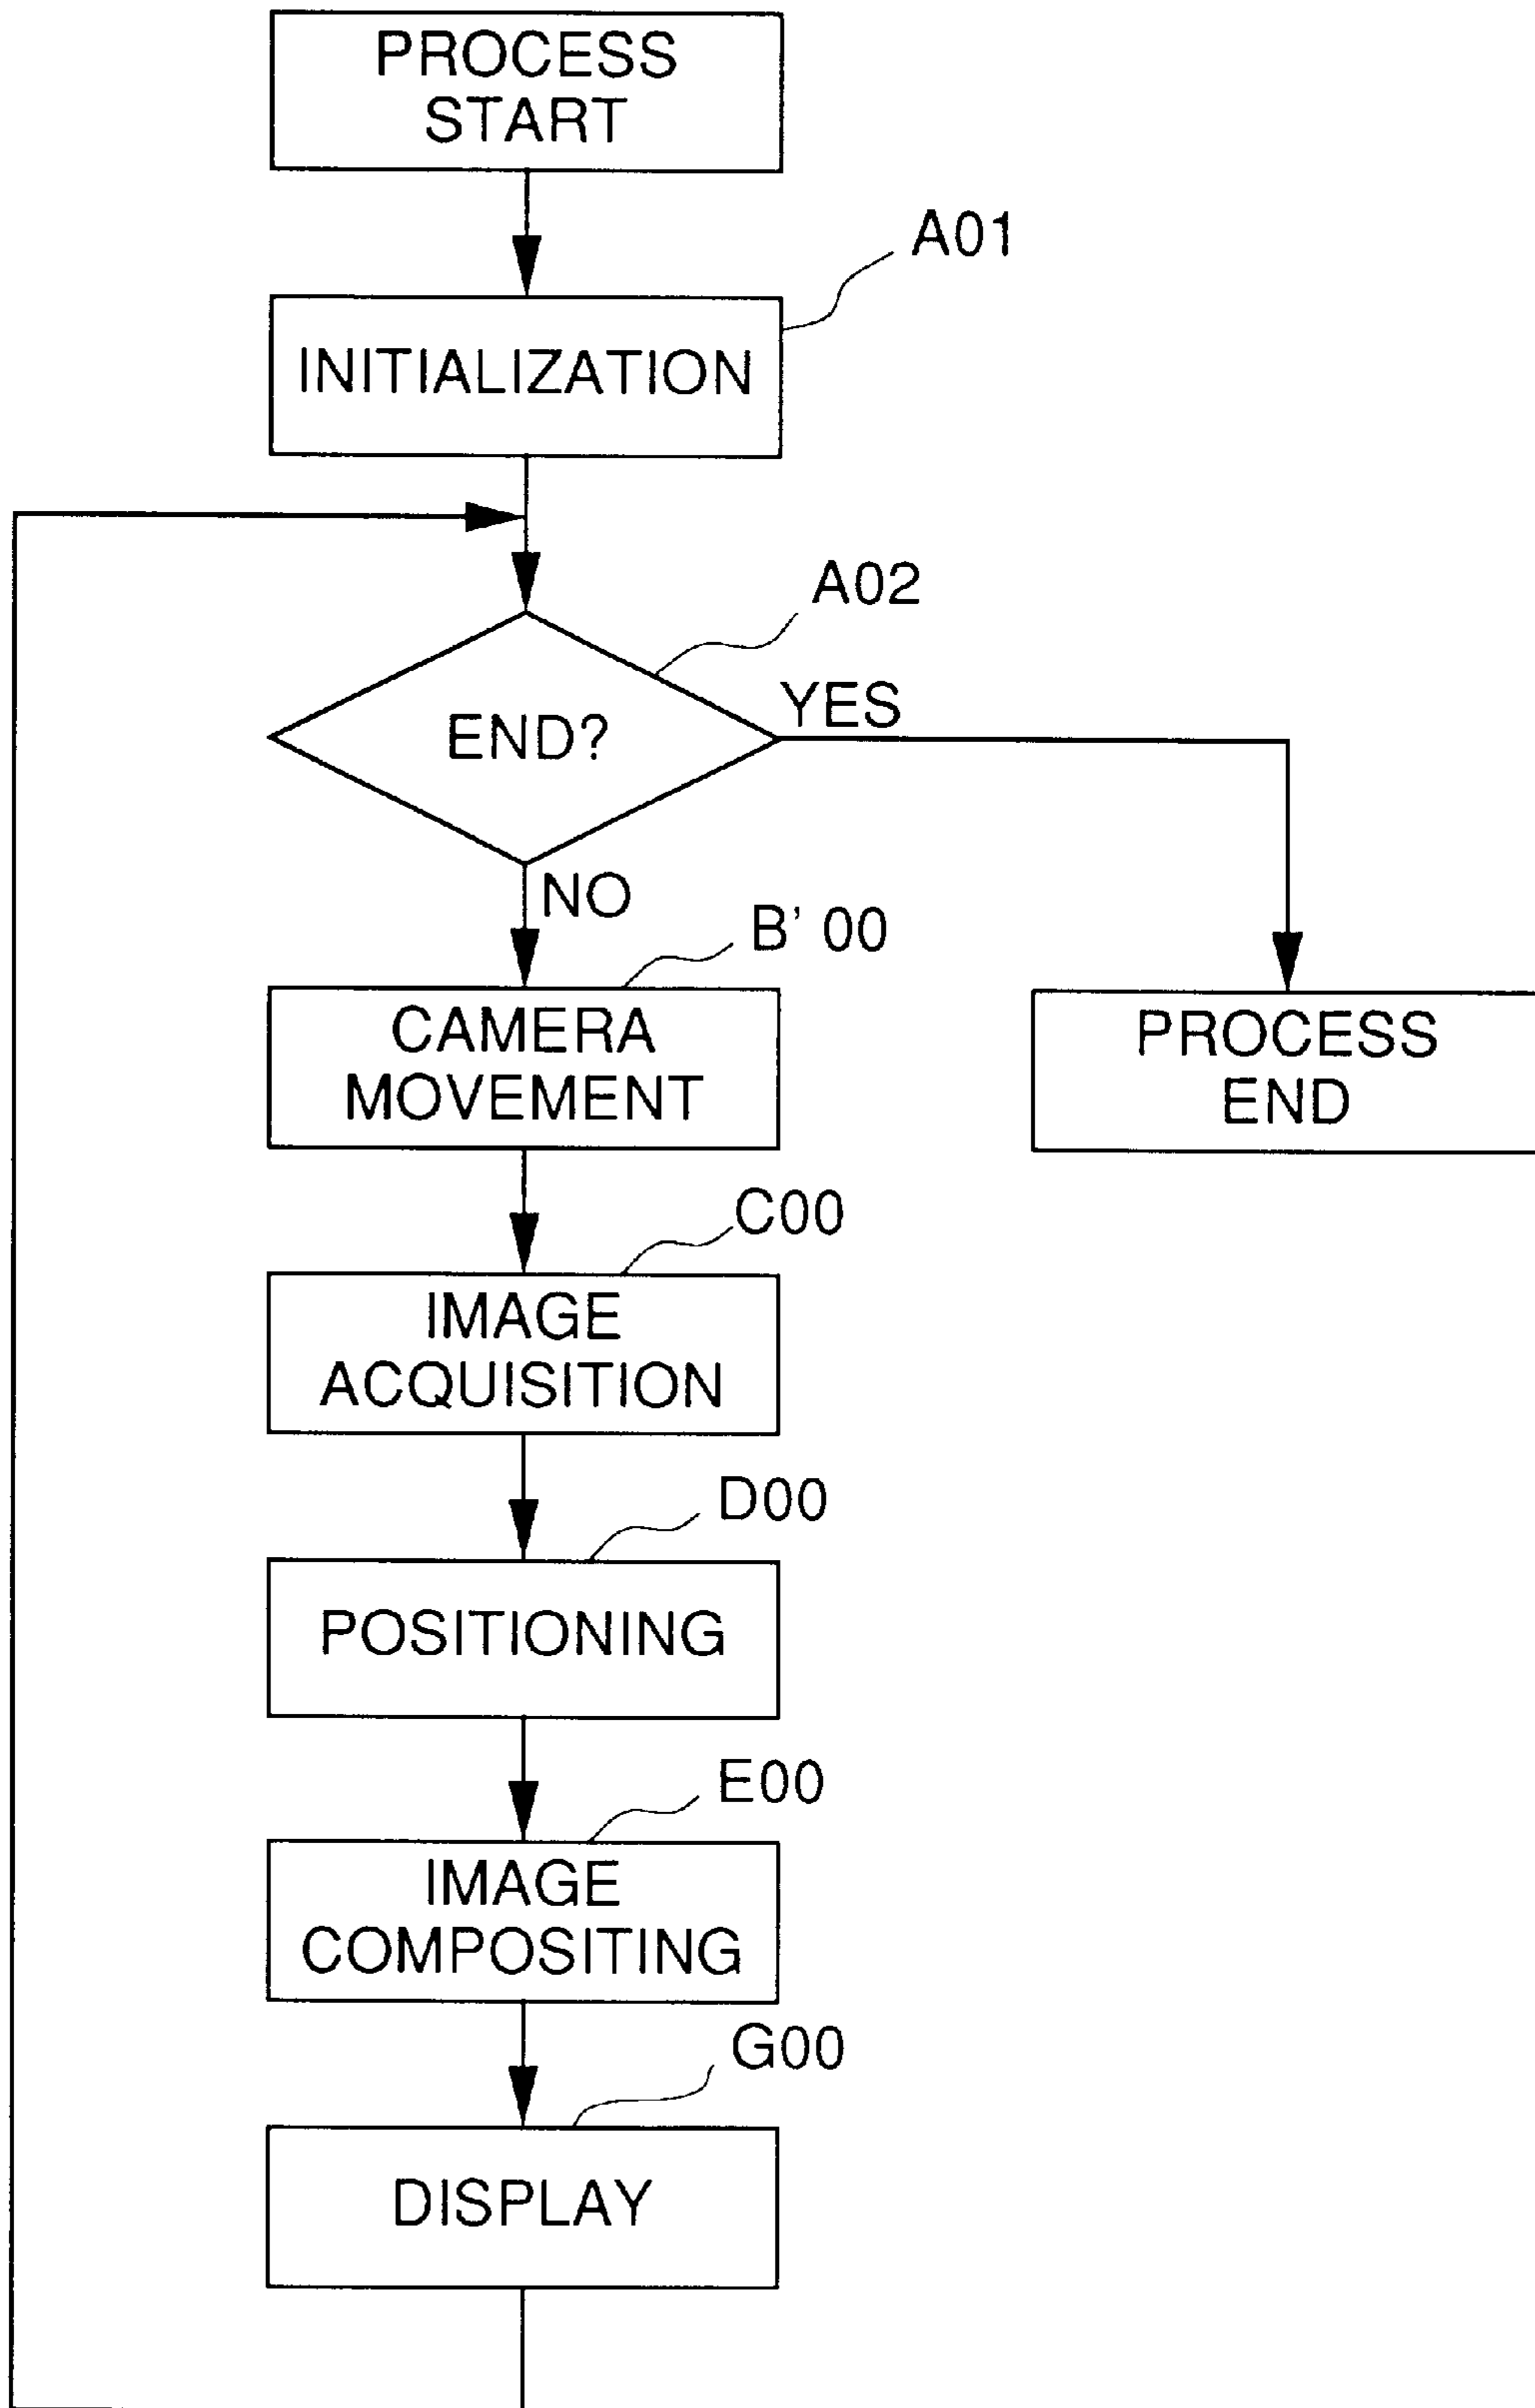 PROCESS
START
A01
INITIALIZATION
A02
END?
YES
NO
B' 00
CAMERA
MOVEMENT
PROCESS
END
C00
IMAGE
ACQUISITION
D00
POSITIONING
E00
IMAGE
COMPOSITING
G00
DISPLAY